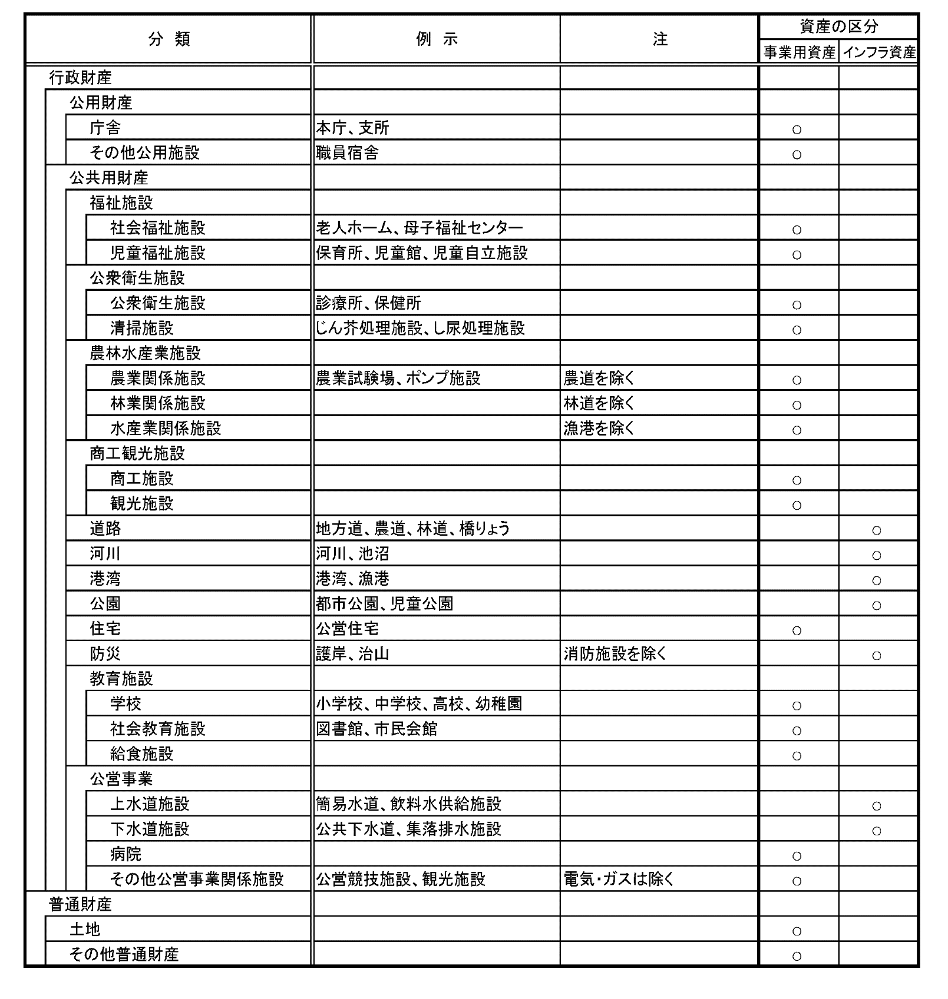 分 類 例 示 注 資産の区分
事業用資産 インフラ資産
行政財産
公用財産
庁舎 本庁、支所 ○
その他公用施設 職員宿舎 ○
公共用財産
福祉施設
社会福祉施設 老人ホーム、母子福祉センター ○
児童福祉施設 保育所、児童館、児童自立施設 ○
公衆衛生施設
公衆衛生施設 診療所、保健所 ○
清掃施設 じん芥処理施設、し尿処理施設 ○
農林水産業施設
農業関係施設 農業試験場、ポンプ施設 農道を除く ○
林業関係施設 林道を除く ○
水産業関係施設 漁港を除く ○
商工観光施設
商工施設 ○
観光施設 ○
道路 地方道、農道、林道、橋りょう ○
河川 河川、池沼 ○
港湾 港湾、漁港 ○
公園 都市公園、児童公園 ○
住宅 公営住宅 ○
防災 護岸、治山 消防施設を除く ○
教育施設
学校 小学校、中学校、高校、幼稚園 ○
社会教育施設 図書館、市民会館 ○
給食施設 ○
公営事業
上水道施設 簡易水道、飲料水供給施設 ○
下水道施設 公共下水道、集落排水施設 ○
病院 ○
その他公営事業関係施設 公営競技施設、観光施設 電気・ガスは除く ○
普通財産
土地 ○
その他普通財産 ○